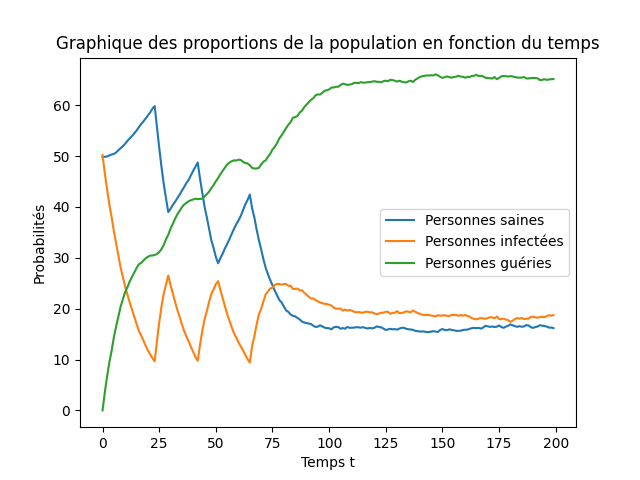 Graphique des proportions de la population en fonction du temps
60
50
40
30
20
10
0
Probabilités
Personnes saines
Personnes infectées
Personnes guéries
0 25 50 75 100 125 150 175 200
Temps t